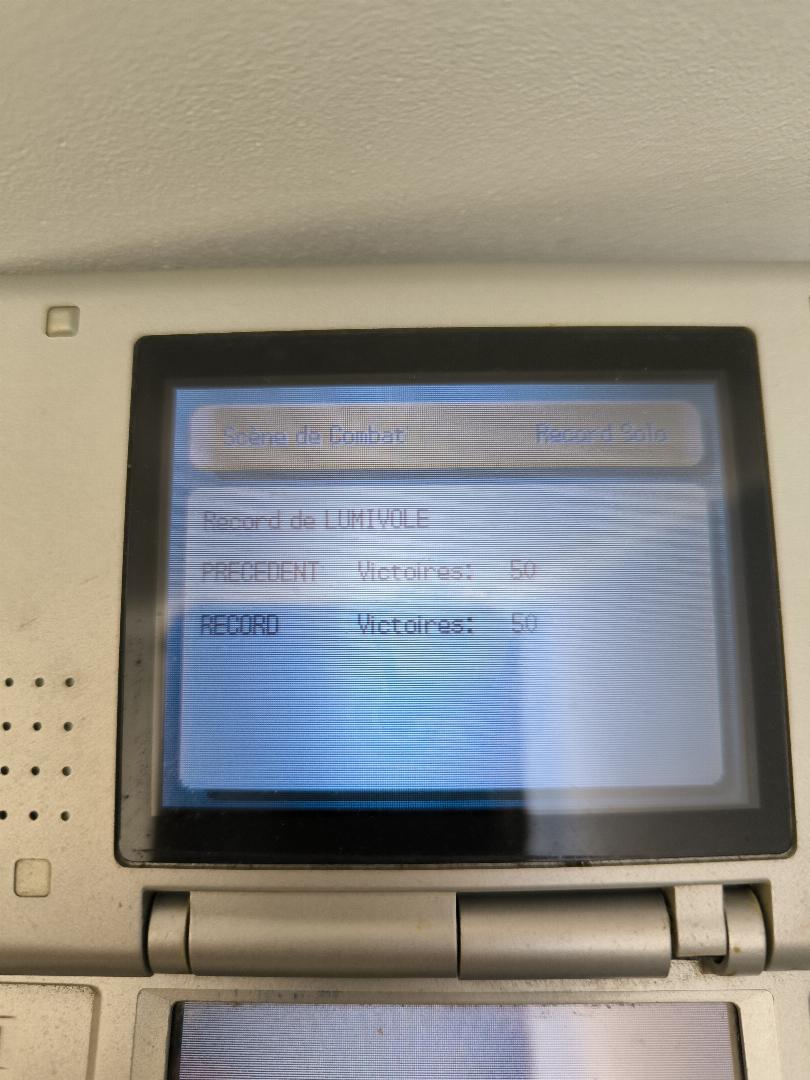 Scène de Combat Record Solo
Record de LUMIVOLE
PRECEDENT Victoires: 50
RECORD Victoires: 50